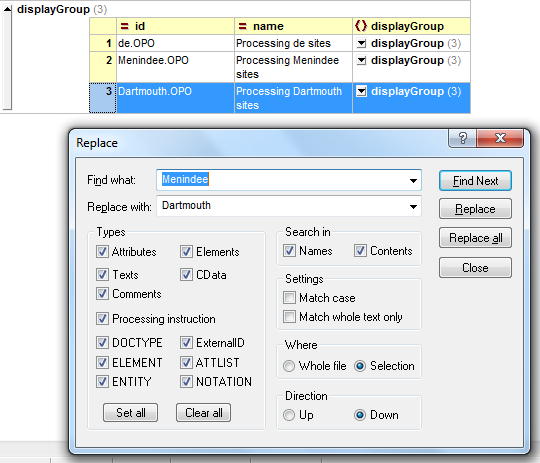 displayGroup (3)
= id = name <> displayGroup
1 de.OPO Processing de sites displayGroup (3)
2 Menindee.OPO Processing Menindee sites displayGroup (3)
3 Dartmouth.OPO Processing Dartmouth sites displayGroup (3)
Replace
Find what: Menindee Find Next
Replace with: Dartmouth Replace
Replace all
Close
Types
Attributes Elements
Texts CData
Comments
Processing instruction
DOCTYPE ExternalID
ELEMENT ATTLIST
ENTITY NOTATION
Set all Clear all
Search in
Names Contents
Settings
Match case
Match whole text only
Where
Whole file Selection
Direction
Up Down